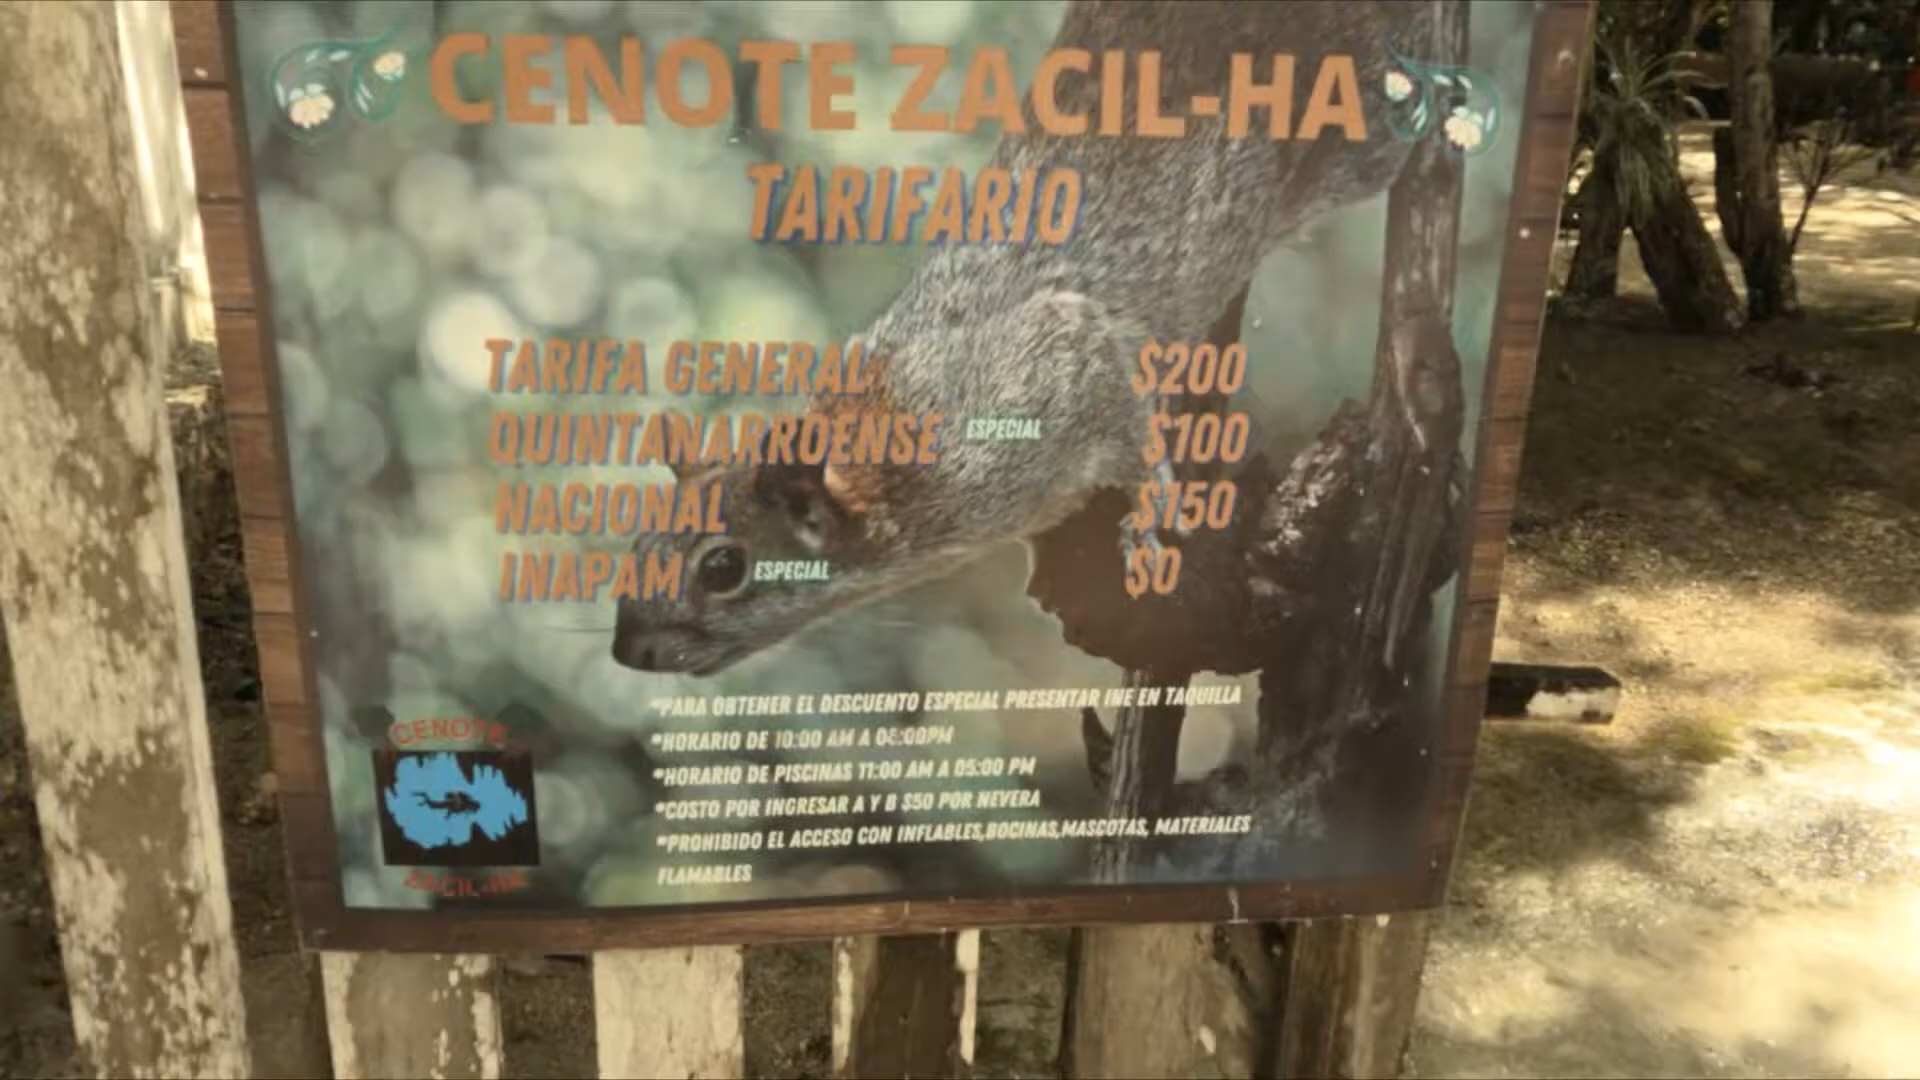 CENOTE ZACIL-HA
TARIFARIO
TARIFA GENERAL $200
QUINTANARROENSE ESPECIAL $100
NACIONAL $150
INAPAM ESPECIAL $0
*PARA OBTENER EL DESCUENTO ESPECIAL PRESENTAR INE EN TAQUILLA
*HORARIO DE 10:00 AM A
*HORARIO DE PISCINAS 11:00 AM A 05:00 PM
*COSTO POR INGRESAR A Y B $50 POR NEVERA
*PROHIBIDO EL ACCESO CON INFLABLES,BOCINAS,MASCOTAS, MATERIALES
FLAMABLES
CENOTE
ZACIL-HA